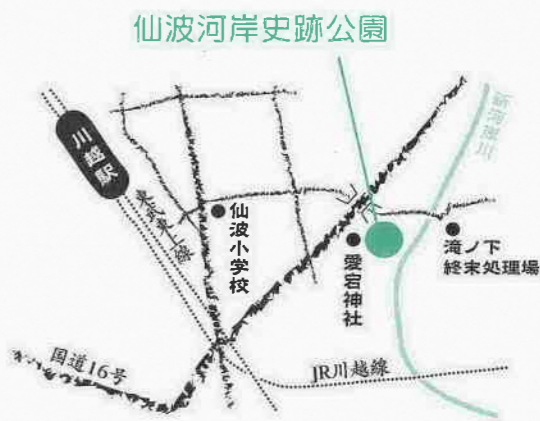 仙波河岸史跡公園
川越駅
東武東上線
仙波小学校
愛宕神社
滝ノ下
終末処理場
新河岸川
国道16号
JR川越線